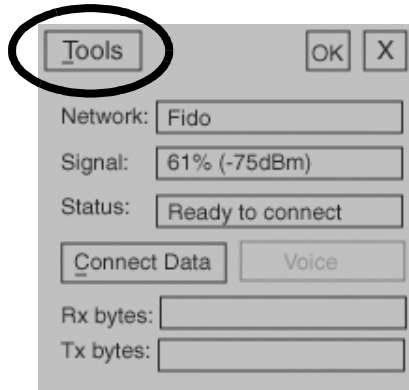 Tools OK X
Network: Fido
Signal: 61% (-75dBm)
Status: Ready to connect
Connect Data Voice
Rx bytes:
Tx bytes: